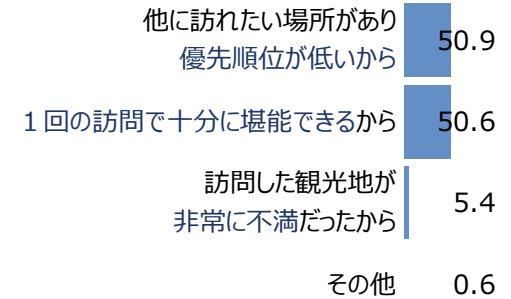 他に訪れたい場所があり
優先順位が低いから
50.9
１回の訪問で十分に堪能できるから
50.6
訪問した観光地が
非常に不満だったから
5.4
その他
0.6